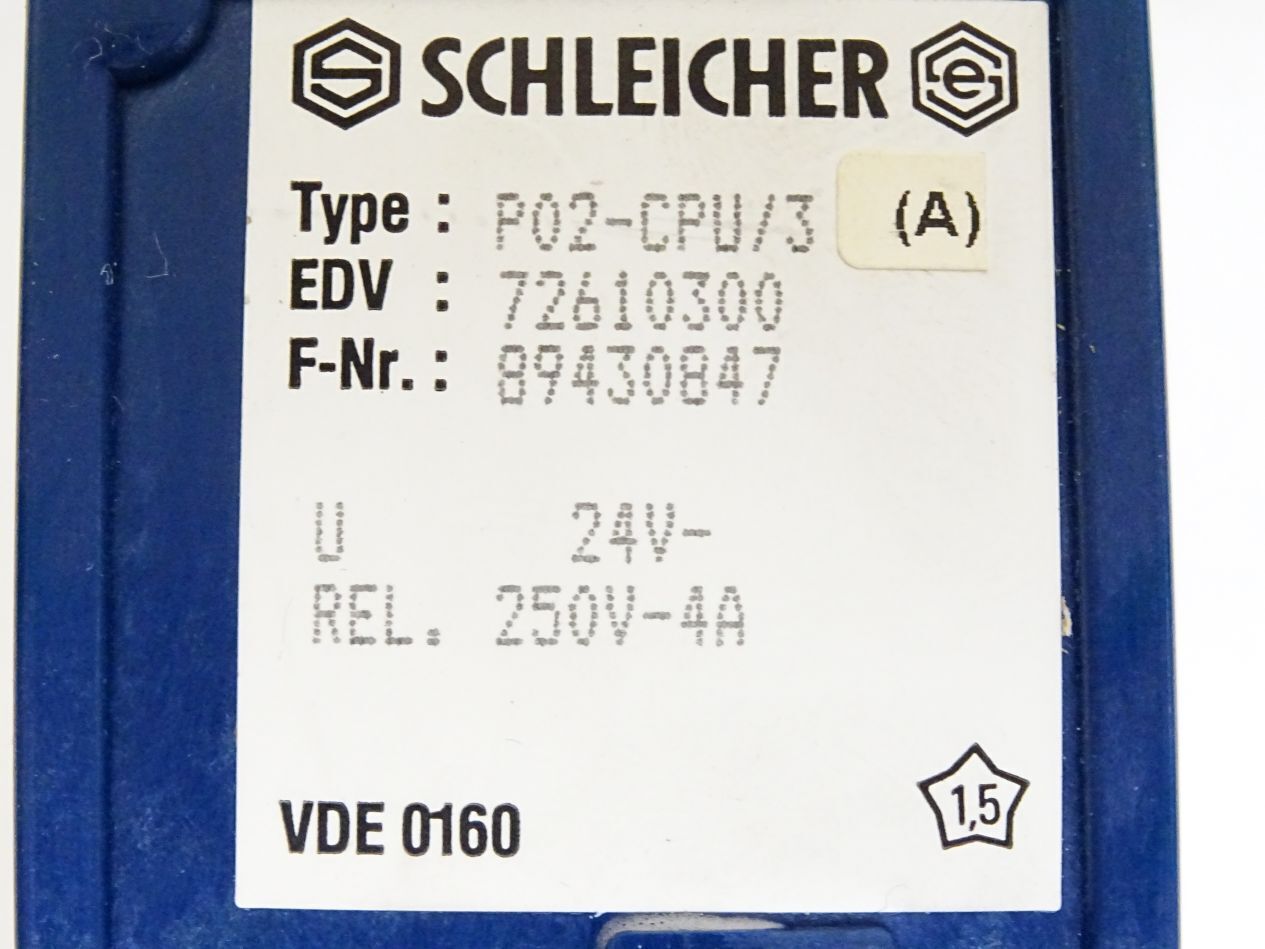 SCHLEICHER
Type : P02-CPU/3 (A)
EDV : 72610300
F-Nr. : 89430847
U 24V-
REL. 250V-4A
VDE 0160
1,5